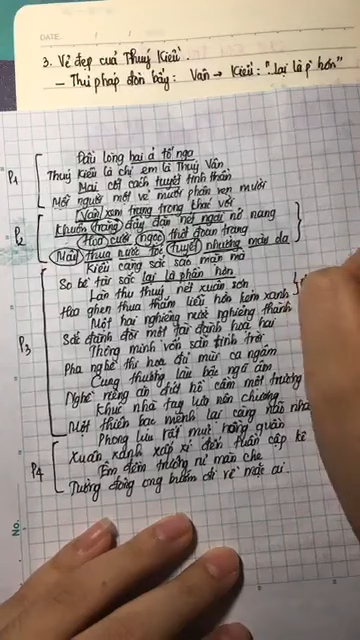 DATE / /
3. Vẻ đẹp của Thuý Kiều.
- Thủ pháp đòn bẩy: Vân → Kiều: "lại là p hơn"
P1
Đầu lòng hai ả tố nga
Thuý Kiều là chị em là Thuý Vân
Mai cốt cách tuyết tinh thần
Mỗi người một vẻ mười phân vẹn mười
P2
Vân xem trang trọng khác vời
Khuôn trăng đầy đặn nét ngài nở nang
Hoa cười ngọc thốt đoan trang
Mây thua nước tóc tuyết nhường màu da
P3
Kiều càng sắc sảo mặn mà
So bề tài sắc lại là phần hơn
Làn thu thuỷ nét xuân sơn
Hoa ghen thua thắm liễu hờn kém xanh
Một hai nghiêng nước nghiêng thành
Sắc đành đòi một tài đành hoạ hai
Thông minh vốn sẵn tính trời
Pha nghề thi hoạ đủ mùi ca ngâm
Cung thương lầu bậc ngũ âm
Nghề riêng ăn đứt hồ cầm một trương
Khúc nhà tay lựa nên chương
Một thiên bạc mệnh lại càng não nhâ
P4
Phong lưu rất mực hồng quần
Xuân xanh xấp xỉ đến tuần cập kê
Êm đềm trướng rủ màn che
Tường đông ong bướm đi về mặc ai
No.